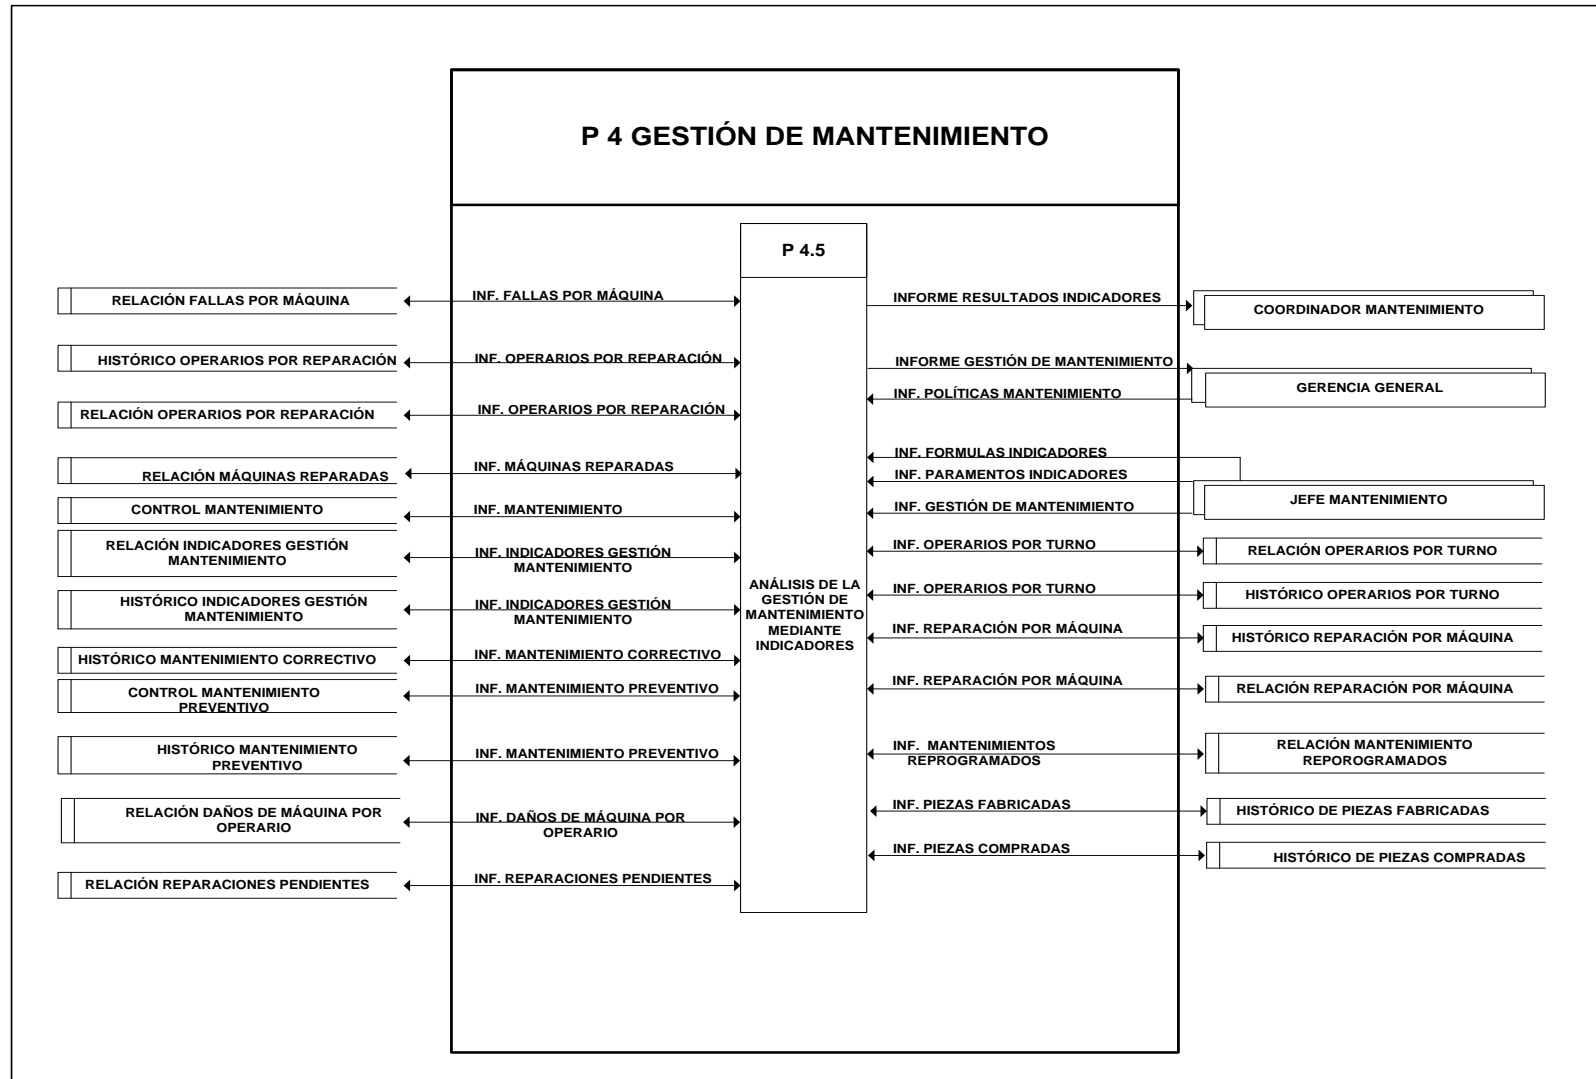 P 4 GESTIÓN DE MANTENIMIENTO
P 4.5
ANÁLISIS DE LA
GESTIÓN DE
MANTENIMIENTO
MEDIANTE
INDICADORES
RELACIÓN FALLAS POR MÁQUINA
INF. FALLAS POR MÁQUINA
HISTÓRICO OPERARIOS POR REPARACIÓN
INF. OPERARIOS POR REPARACIÓN
RELACIÓN OPERARIOS POR REPARACIÓN
INF. OPERARIOS POR REPARACIÓN
RELACIÓN MÁQUINAS REPARADAS
INF. MÁQUINAS REPARADAS
CONTROL MANTENIMIENTO
INF. MANTENIMIENTO
RELACIÓN INDICADORES GESTIÓN
MANTENIMIENTO
INF. INDICADORES GESTIÓN
MANTENIMIENTO
HISTÓRICO INDICADORES GESTIÓN
MANTENIMIENTO
INF. INDICADORES GESTIÓN
MANTENIMIENTO
HISTÓRICO MANTENIMIENTO CORRECTIVO
INF. MANTENIMIENTO CORRECTIVO
CONTROL MANTENIMIENTO
PREVENTIVO
INF. MANTENIMIENTO PREVENTIVO
HISTÓRICO MANTENIMIENTO
PREVENTIVO
INF. MANTENIMIENTO PREVENTIVO
RELACIÓN DAÑOS DE MÁQUINA POR
OPERARIO
INF. DAÑOS DE MÁQUINA POR
OPERARIO
RELACIÓN REPARACIONES PENDIENTES
INF. REPARACIONES PENDIENTES
INFORME RESULTADOS INDICADORES
COORDINADOR MANTENIMIENTO
INFORME GESTIÓN DE MANTENIMIENTO
INF. POLÍTICAS MANTENIMIENTO
GERENCIA GENERAL
INF. FORMULAS INDICADORES
INF. PARAMENTOS INDICADORES
INF. GESTIÓN DE MANTENIMIENTO
JEFE MANTENIMIENTO
INF. OPERARIOS POR TURNO
RELACIÓN OPERARIOS POR TURNO
INF. OPERARIOS POR TURNO
HISTÓRICO OPERARIOS POR TURNO
INF. REPARACIÓN POR MÁQUINA
HISTÓRICO REPARACIÓN POR MÁQUINA
INF. REPARACIÓN POR MÁQUINA
RELACIÓN REPARACIÓN POR MÁQUINA
INF. MANTENIMIENTOS
REPROGRAMADOS
RELACIÓN MANTENIMIENTO
REPOROGRAMADOS
INF. PIEZAS FABRICADAS
HISTÓRICO DE PIEZAS FABRICADAS
INF. PIEZAS COMPRADAS
HISTÓRICO DE PIEZAS COMPRADAS